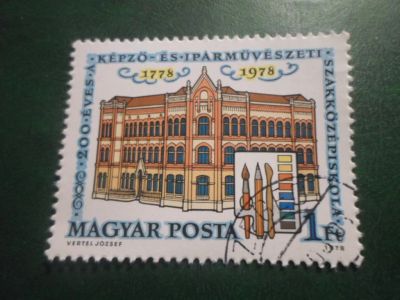 200 ÉVES A KÉPZŐ- ÉS IPARMŰVÉSZETI SZAKKÖZÉPISKOLA
1778 1978
MAGYAR POSTA 1 Ft
VERTEL JÓZSEF 1978